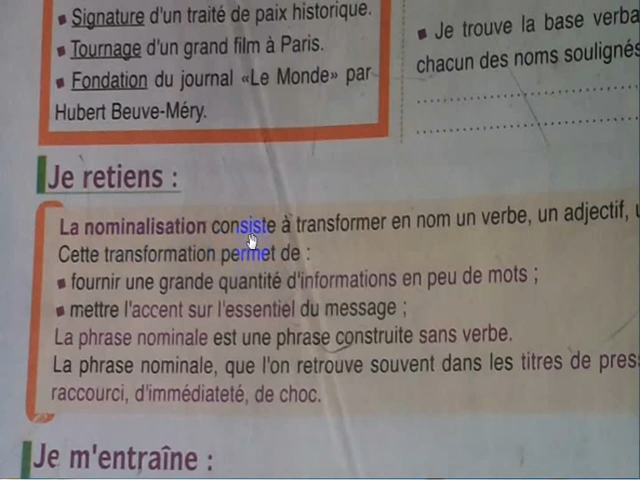 ▪ Signature d'un traité de paix historique.
▪ Tournage d'un grand film à Paris.
▪ Fondation du journal «Le Monde» par
Hubert Beuve-Méry.
▪ Je trouve la base verba
chacun des noms soulignés
Je retiens :
La nominalisation consiste à transformer en nom un verbe, un adjectif,
Cette transformation permet de :
▪ fournir une grande quantité d'informations en peu de mots ;
▪ mettre l'accent sur l'essentiel du message ;
La phrase nominale est une phrase construite sans verbe.
La phrase nominale, que l'on retrouve souvent dans les titres de pres
raccourci, d'immédiateté, de choc.
Je m'entraîne :